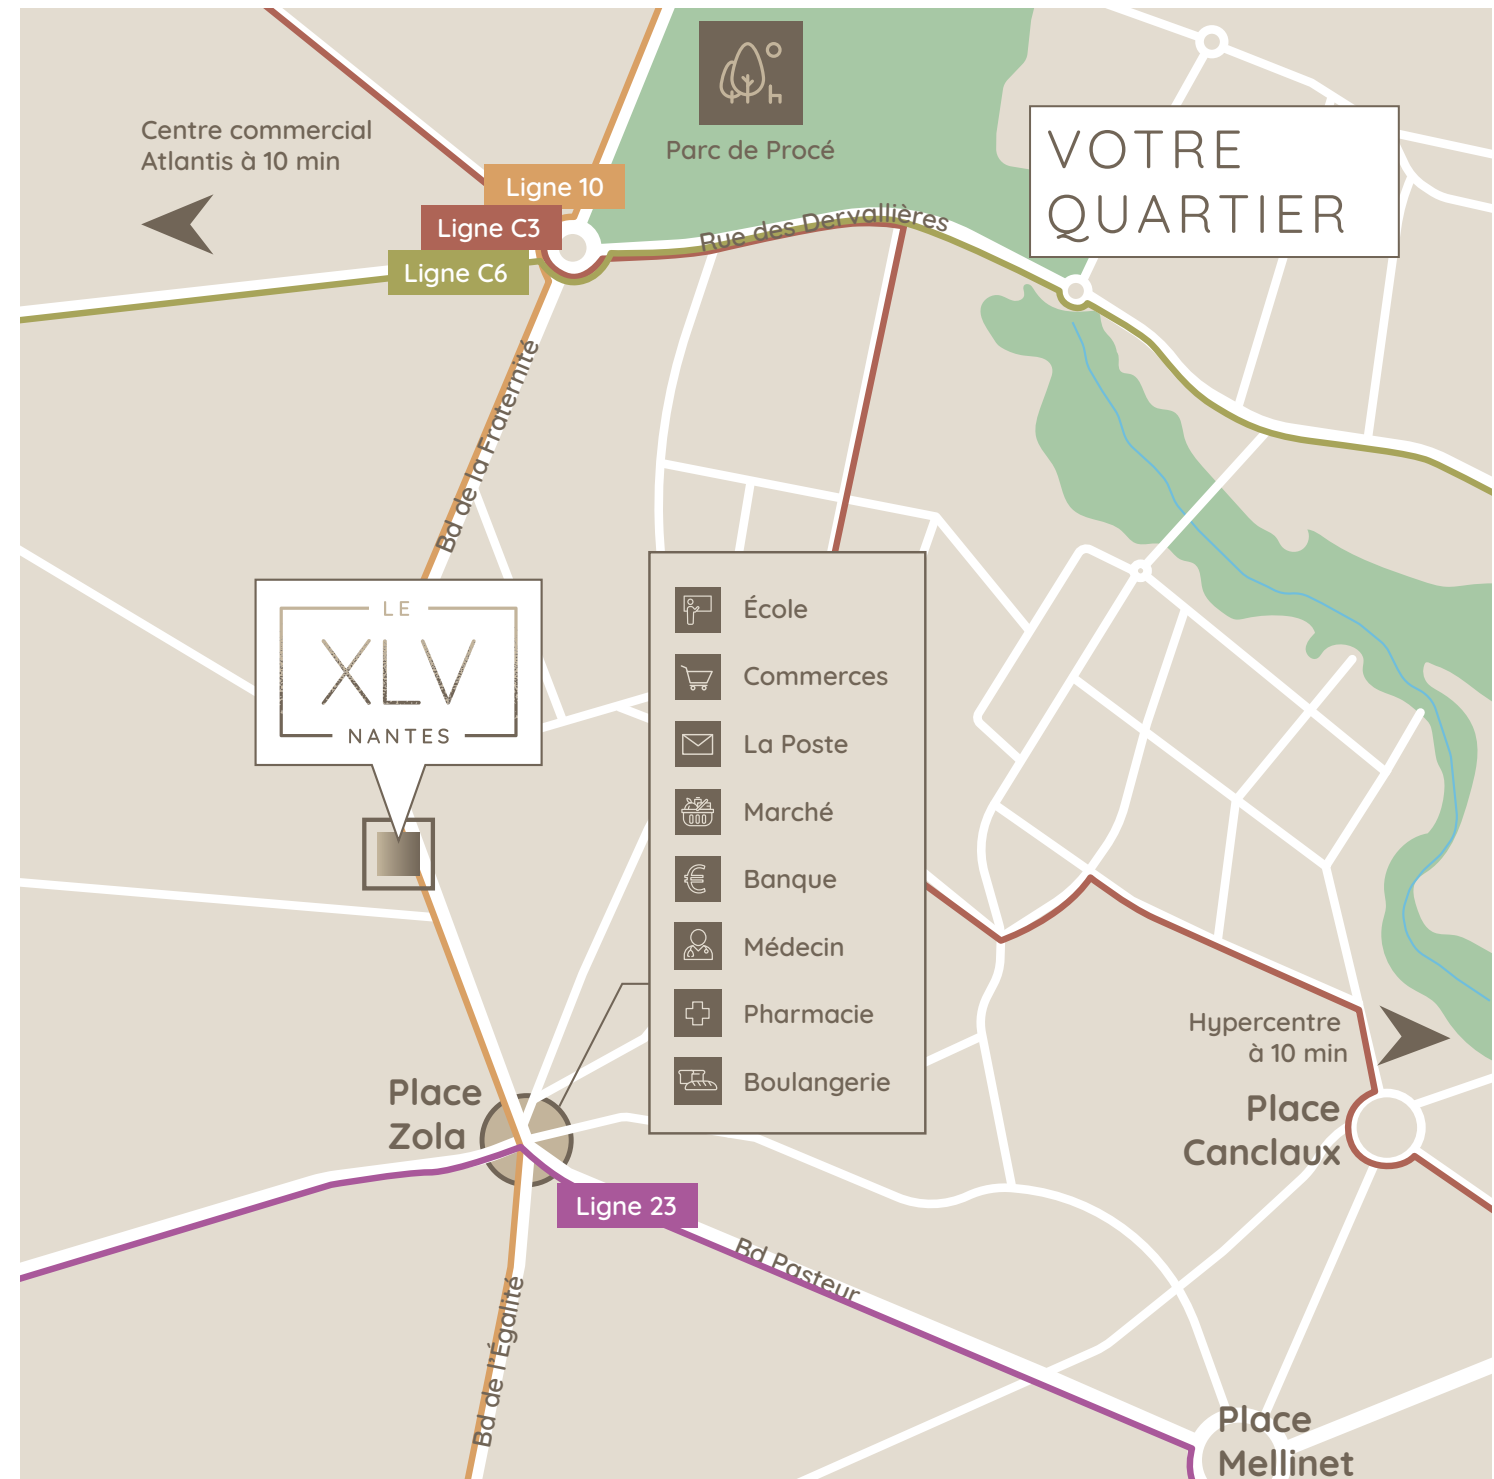 Parc de Procé
Centre commercial
Atlantis à 10 min
VOTRE
QUARTIER
Ligne 10
Ligne C3
Ligne C6
Rue des Dervallières
Bd de la Fraternité
LE
XLV
NANTES
École
Commerces
La Poste
Marché
Banque
Médecin
Pharmacie
Boulangerie
Hypercentre
à 10 min
Place
Zola
Place
Canclaux
Ligne 23
Bd Pasteur
Bd de l'Égalité
Place
Mellinet